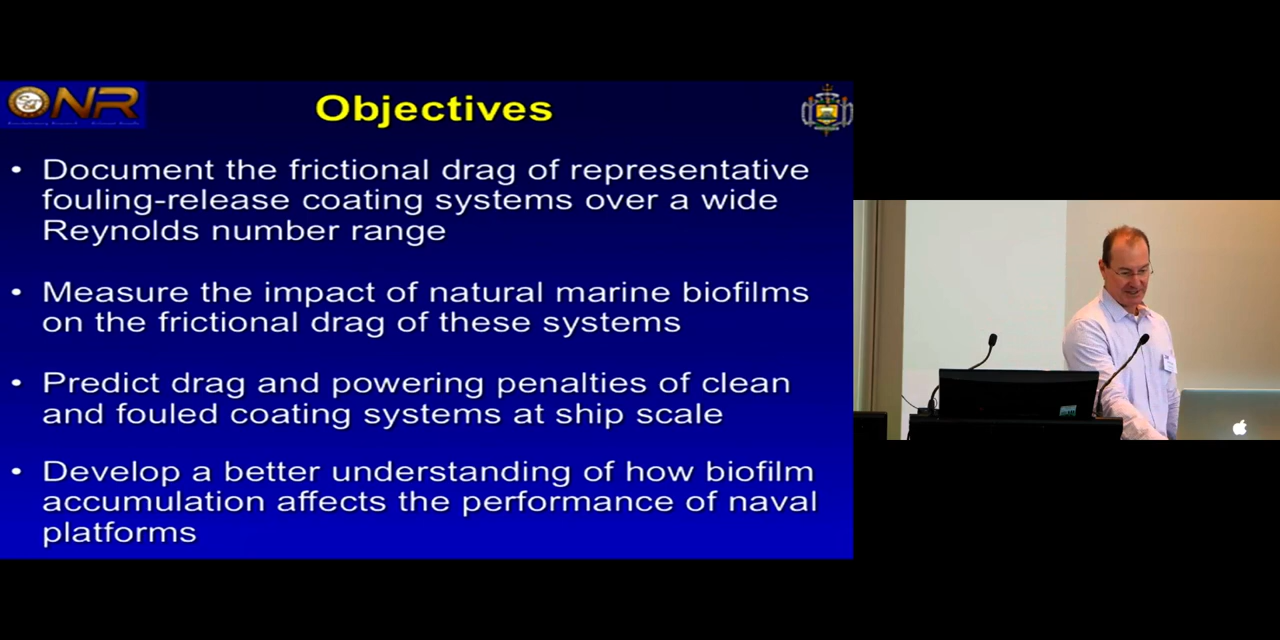 ONR
Objectives
• Document the frictional drag of representative
fouling-release coating systems over a wide
Reynolds number range
• Measure the impact of natural marine biofilms
on the frictional drag of these systems
• Predict drag and powering penalties of clean
and fouled coating systems at ship scale
• Develop a better understanding of how biofilm
accumulation affects the performance of naval
platforms